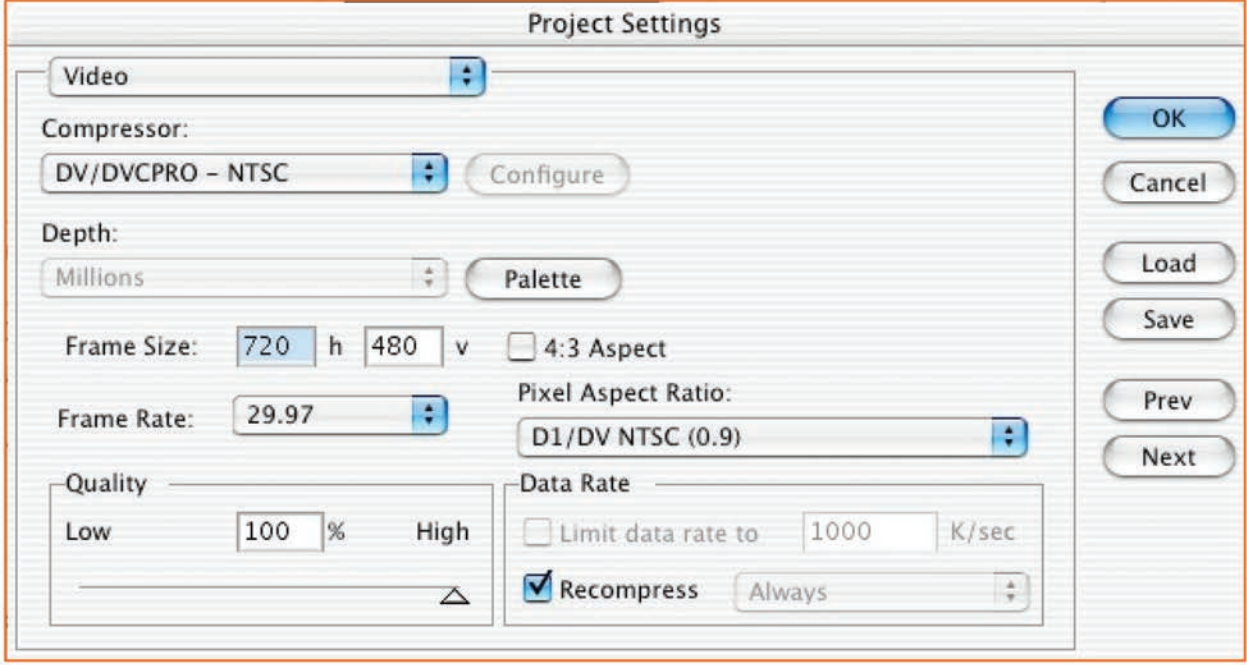 Project Settings
Video
Compressor:
DV/DVCPRO – NTSC Configure
Depth:
Millions Palette
Frame Size: 720 h 480 v 4:3 Aspect
Frame Rate: 29.97
Pixel Aspect Ratio:
D1/DV NTSC (0.9)
Quality
Low 100 % High
Data Rate
Limit data rate to 1000 K/sec
Recompress Always
OK
Cancel
Load
Save
Prev
Next